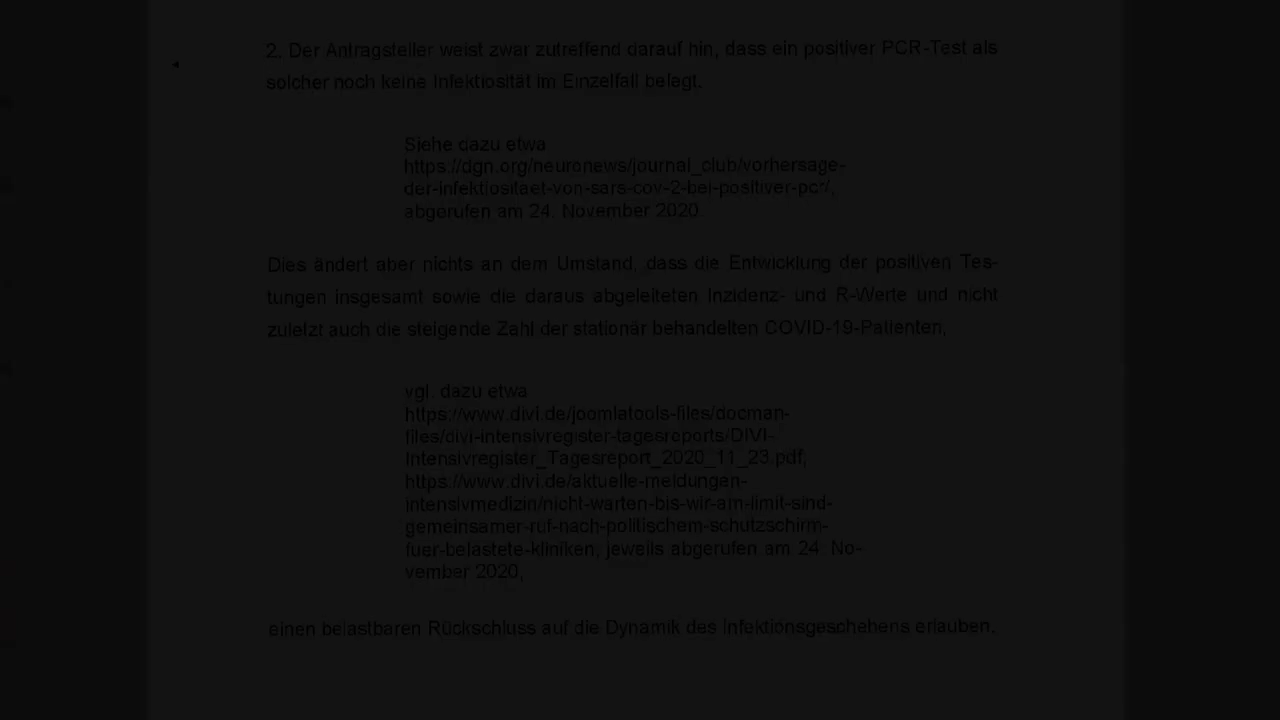 2. Der Antragsteller weist zwar zutreffend darauf hin, dass ein positiver PCR-Test als
solcher noch keine Infektiosität im Einzelfall belegt.
Siehe dazu etwa
https://dgn.org/neuronews/journal_club/vorhersage-
der-infektiositaet-von-sars-cov-2-bei-positiver-pcr/,
abgerufen am 24. November 2020.
Dies ändert aber nichts an dem Umstand, dass die Entwicklung der positiven Tes-
tungen insgesamt sowie die daraus abgeleiteten Inzidenz- und R-Werte und nicht
zuletzt auch die steigende Zahl der stationär behandelten COVID-19-Patienten,
vgl. dazu etwa
https://www.divi.de/joomlatools-files/docman-
files/divi-intensivregister-tagesreports/DIVI-
Intensivregister_Tagesreport_2020_11_23.pdf,
https://www.divi.de/aktuelle-meldungen-
intensivmedizin/nicht-warten-bis-wir-am-limit-sind-
gemeinsamer-ruf-nach-politischem-schutzschirm-
fuer-belastete-kliniken, jeweils abgerufen am 24. No-
vember 2020,
einen belastbaren Rückschluss auf die Dynamik des Infektionsgeschehens erlauben.